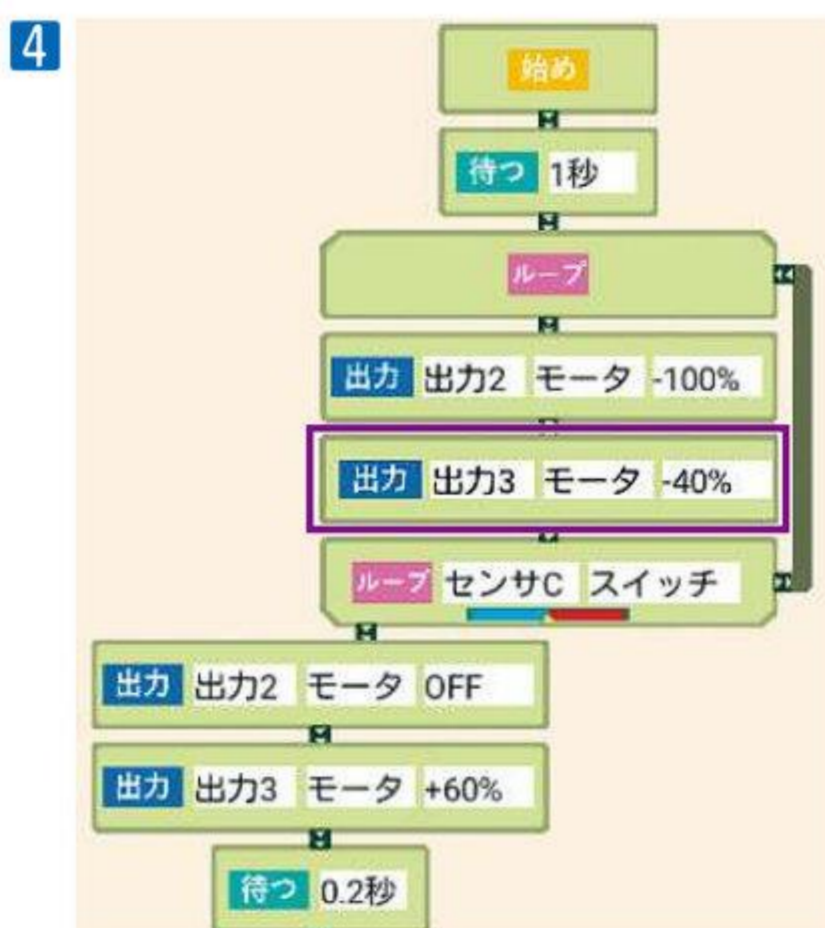 4
始め
待つ 1秒
ループ
出力 出力2 モータ -100%
出力 出力3 モータ -40%
ループ センサC スイッチ
出力 出力2 モータ OFF
出力 出力3 モータ +60%
待つ 0.2秒